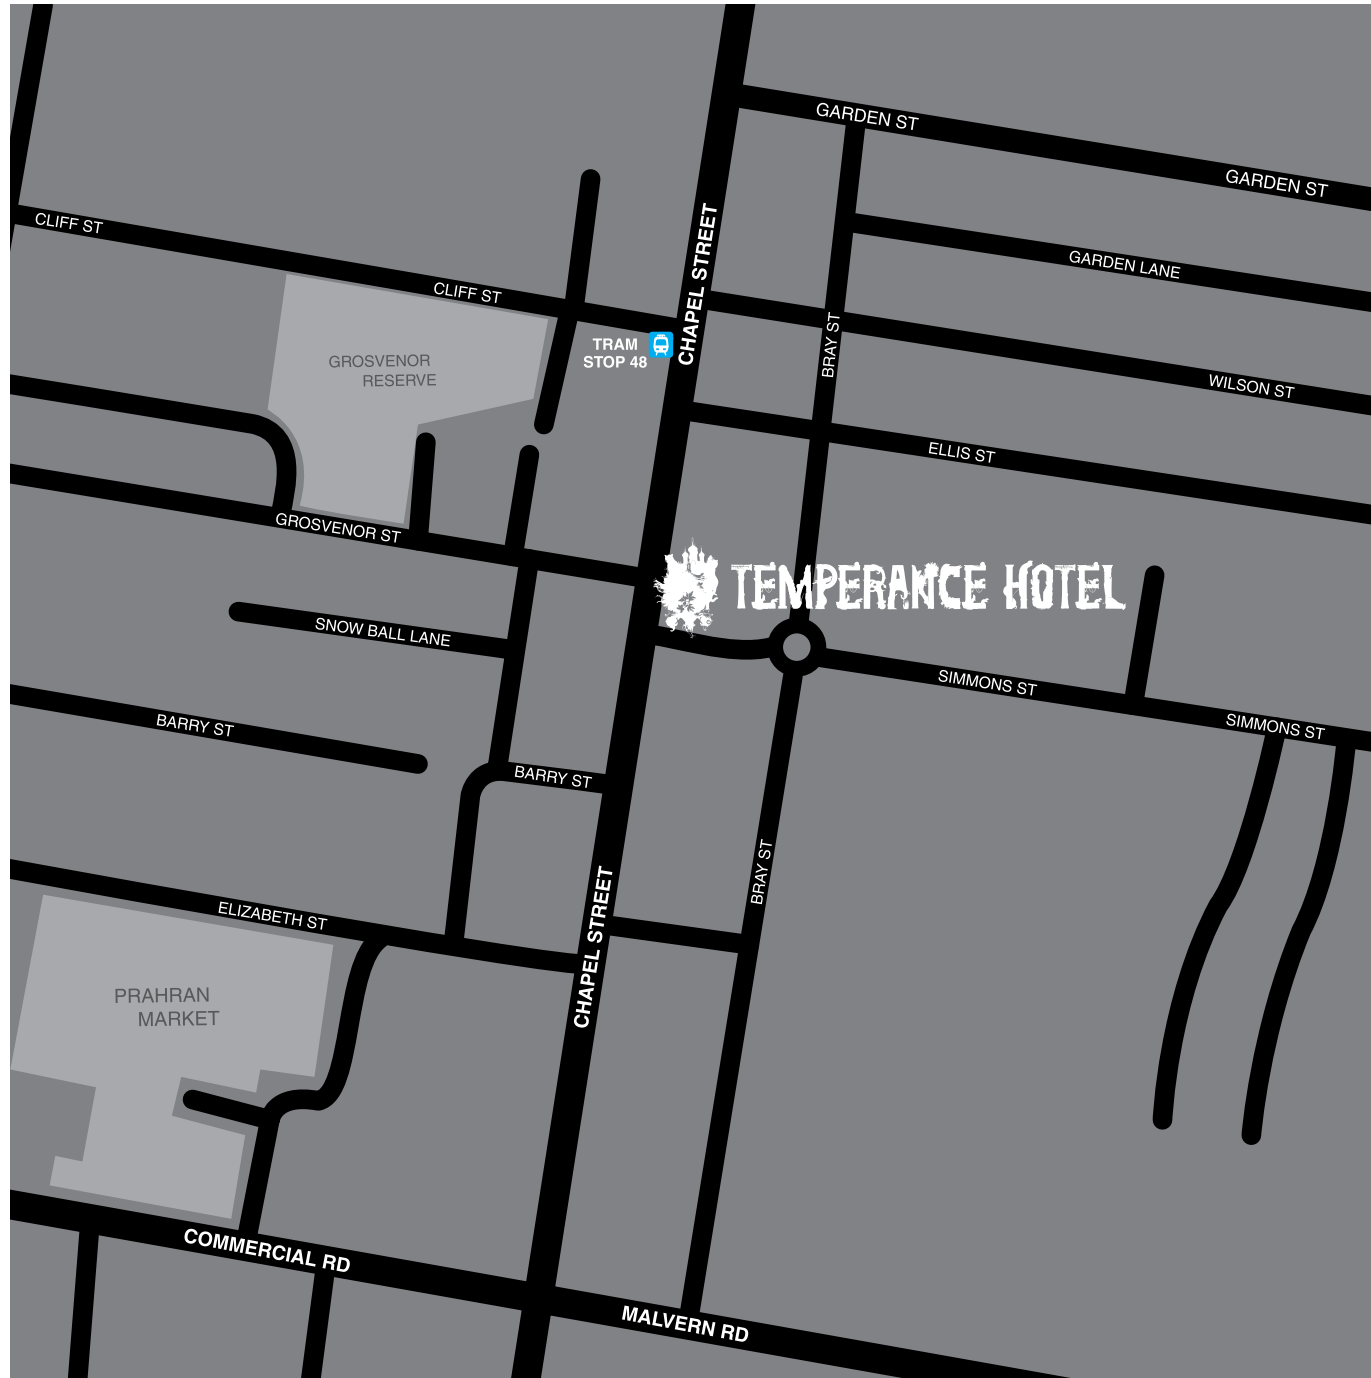 GARDEN ST
GARDEN ST
CLIFF ST
CHAPEL STREET
GARDEN LANE
CLIFF ST
BRAY ST
TRAM
STOP 48
GROSVENOR
RESERVE
WILSON ST
ELLIS ST
GROSVENOR ST
TEMPERANCE HOTEL
SNOW BALL LANE
SIMMONS ST
SIMMONS ST
BARRY ST
BARRY ST
BRAY ST
CHAPEL STREET
ELIZABETH ST
PRAHRAN
MARKET
COMMERCIAL RD
MALVERN RD